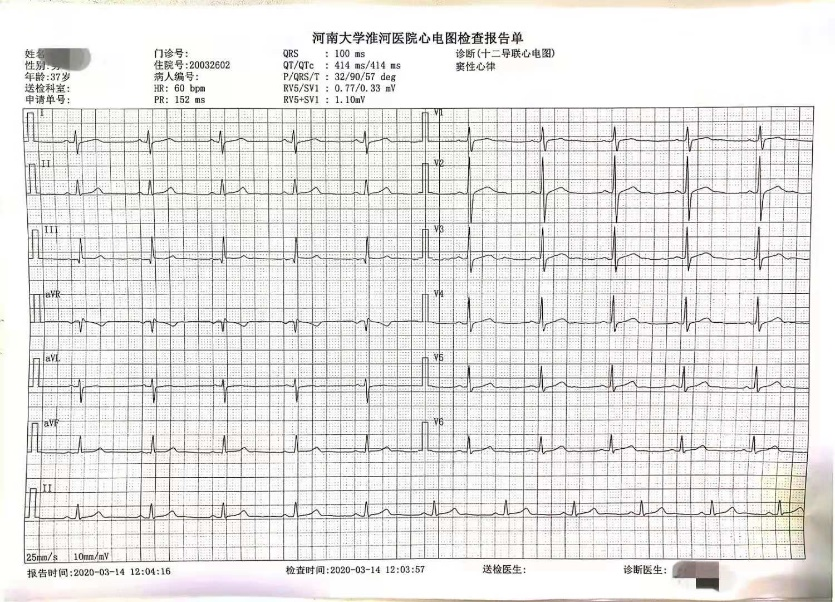 河南大学淮河医院心电图检查报告单
姓名
性别:
年龄:37岁
送检科室:
申请单号:
门诊号:
住院号:20032602
病人编号:
HR: 60 bpm
PR: 152 ms
QRS : 100 ms
QT/QTc : 414 ms/414 ms
P/QRS/T : 32/90/57 deg
RV5/SV1 : 0.77/0.33 mV
RV5+SV1 : 1.10mV
诊断(十二导联心电图)
窦性心律
I
II
III
aVR
aVL
aVF
II
V1
V2
V3
V4
V5
V6
25mm/s 10mm/mV
报告时间:2020-03-14 12:04:16 检查时间:2020-03-14 12:03:57 送检医生: 诊断医生: